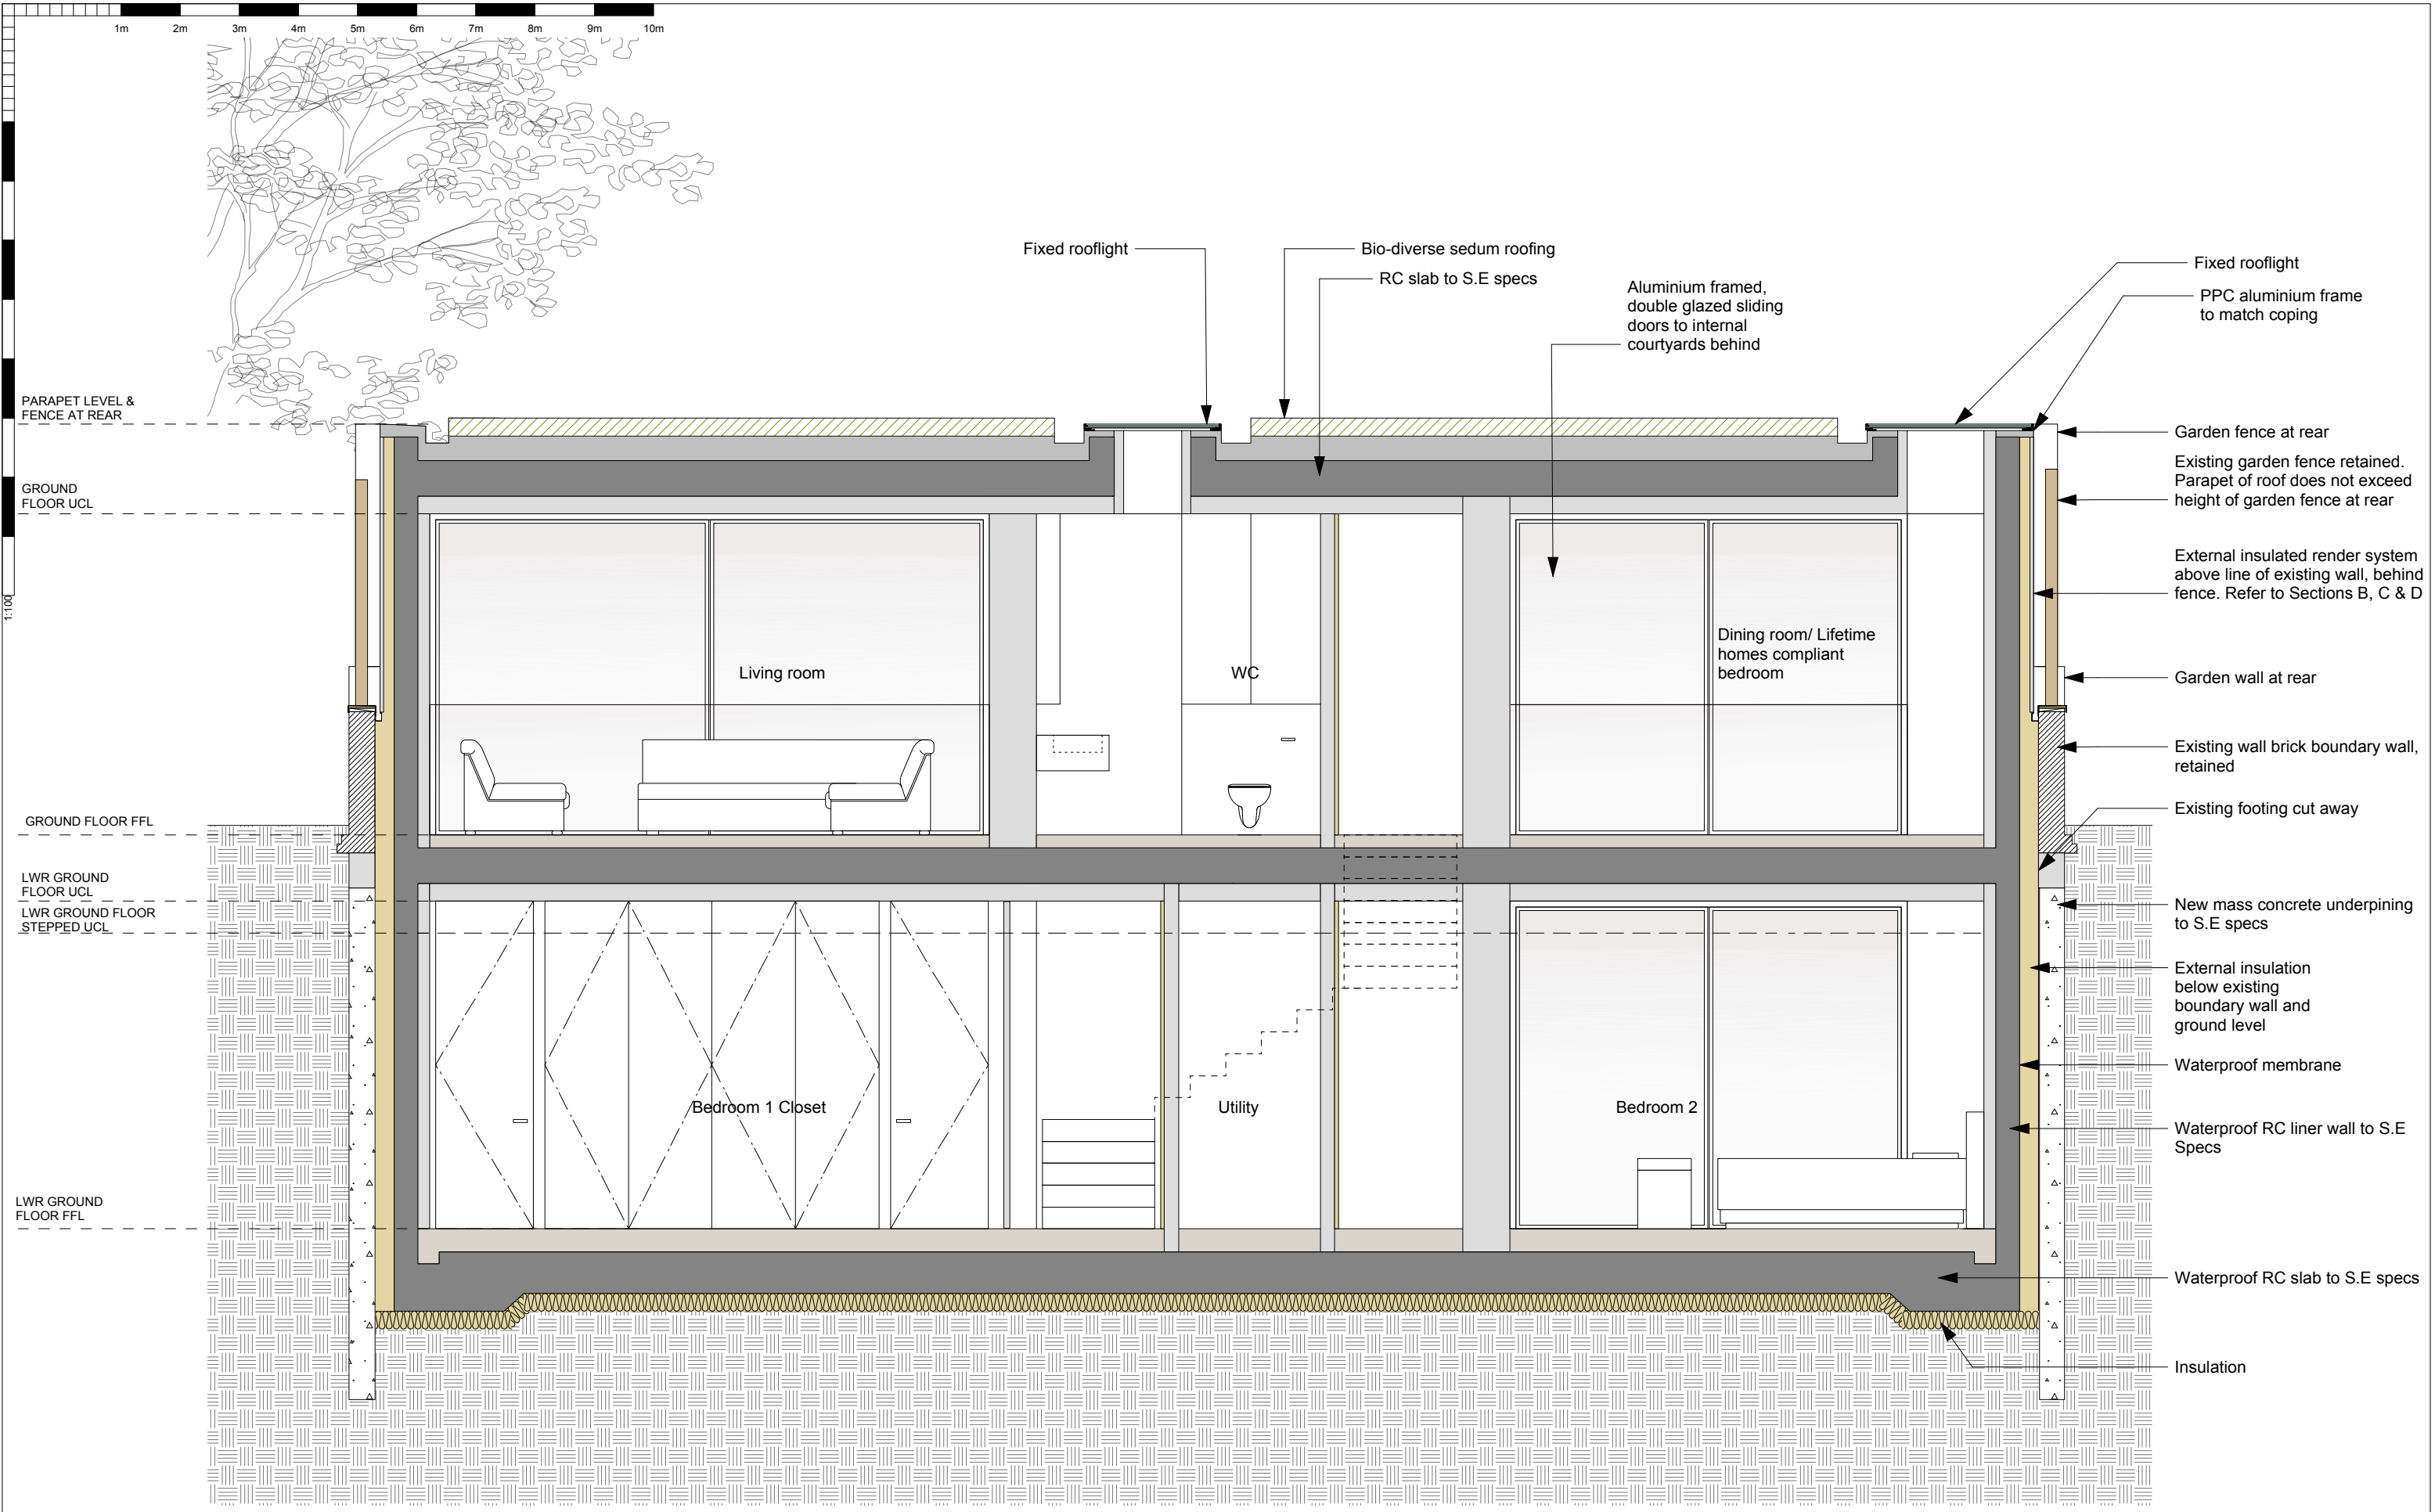 1m 2m 3m 4m 5m 6m 7m 8m 9m 10m
1:100
Fixed rooflight
Bio-diverse sedum roofing
RC slab to S.E specs
Aluminium framed,
double glazed sliding
doors to internal
courtyards behind
Fixed rooflight
PPC aluminium frame
to match coping
PARAPET LEVEL &
FENCE AT REAR
GROUND
FLOOR UCL
GROUND FLOOR FFL
LWR GROUND
FLOOR UCL
LWR GROUND FLOOR
STEPPED UCL
LWR GROUND
FLOOR FFL
Living room
WC
Dining room/ Lifetime
homes compliant
bedroom
Bedroom 1 Closet
Utility
Bedroom 2
Garden fence at rear
Existing garden fence retained.
Parapet of roof does not exceed
height of garden fence at rear
External insulated render system
above line of existing wall, behind
fence. Refer to Sections B, C & D
Garden wall at rear
Existing wall brick boundary wall,
retained
Existing footing cut away
New mass concrete underpining
to S.E specs
External insulation
below existing
boundary wall and
ground level
Waterproof membrane
Waterproof RC liner wall to S.E
Specs
Waterproof RC slab to S.E specs
Insulation